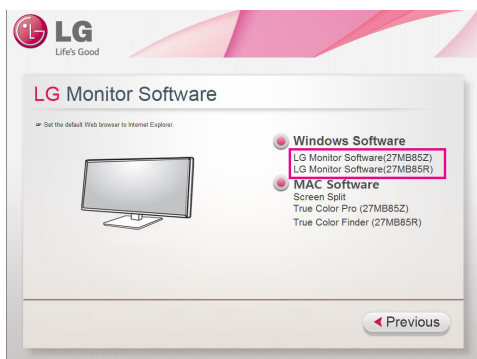 LG
Life's Good
LG Monitor Software
☞ Set the default Web browser to Internet Explorer.
Windows Software
LG Monitor Software(27MB85Z)
LG Monitor Software(27MB85R)
MAC Software
Screen Split
True Color Pro (27MB85Z)
True Color Finder (27MB85R)
Previous